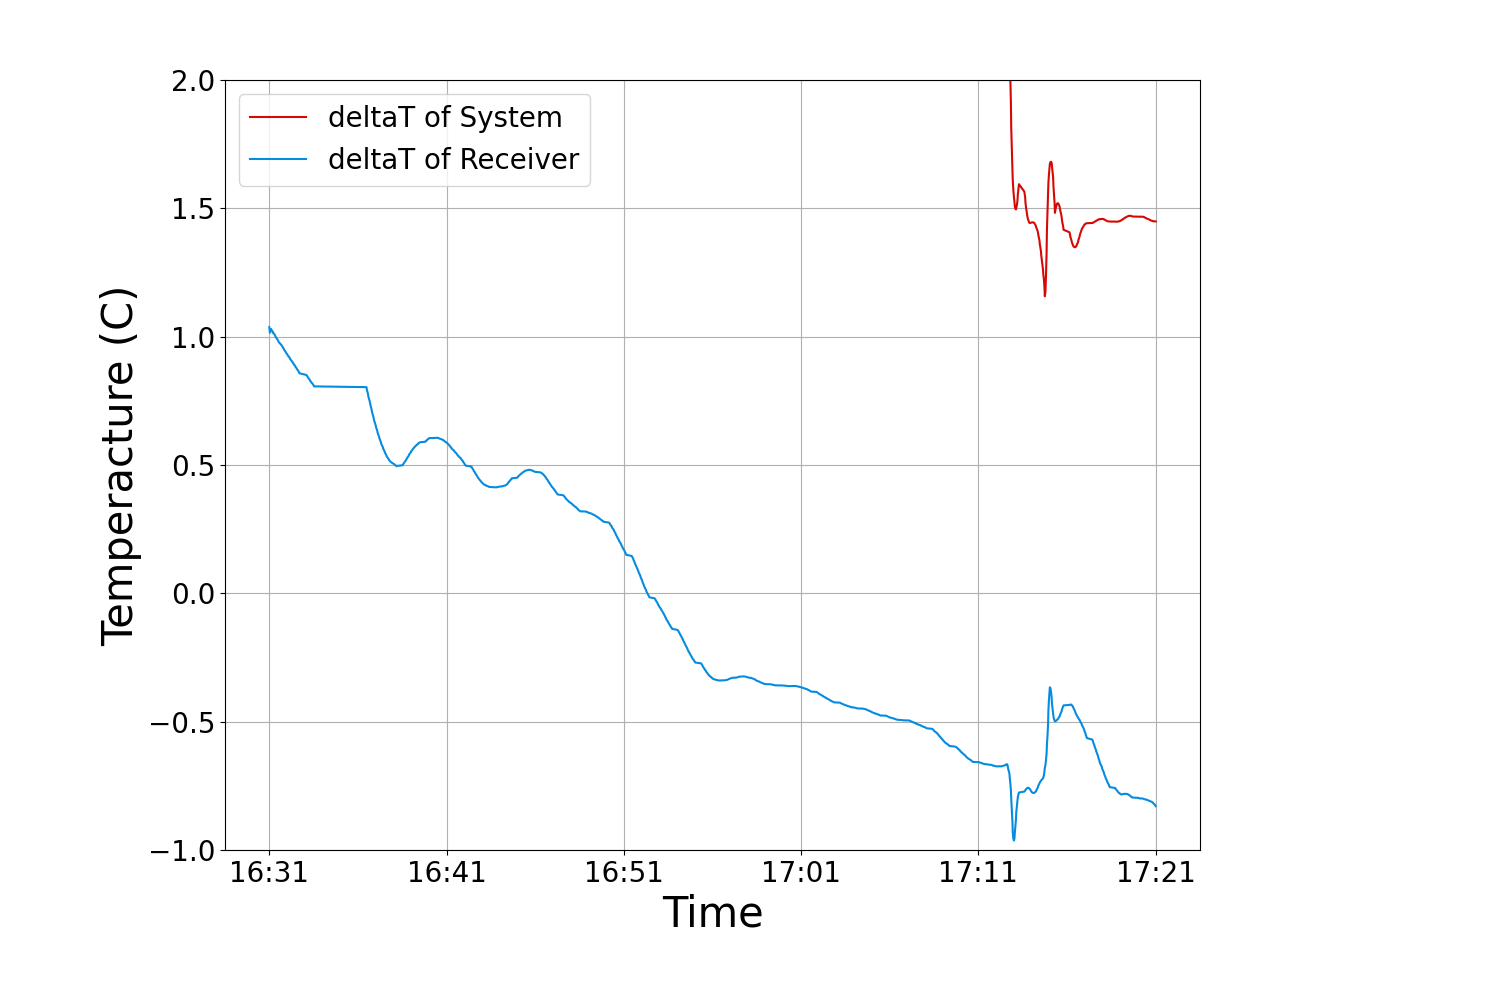 2.0
1.5
1.0
0.5
0.0
−0.5
−1.0
Temperacture (C)
deltaT of System
deltaT of Receiver
16:31 16:41 16:51 17:01 17:11 17:21
Time